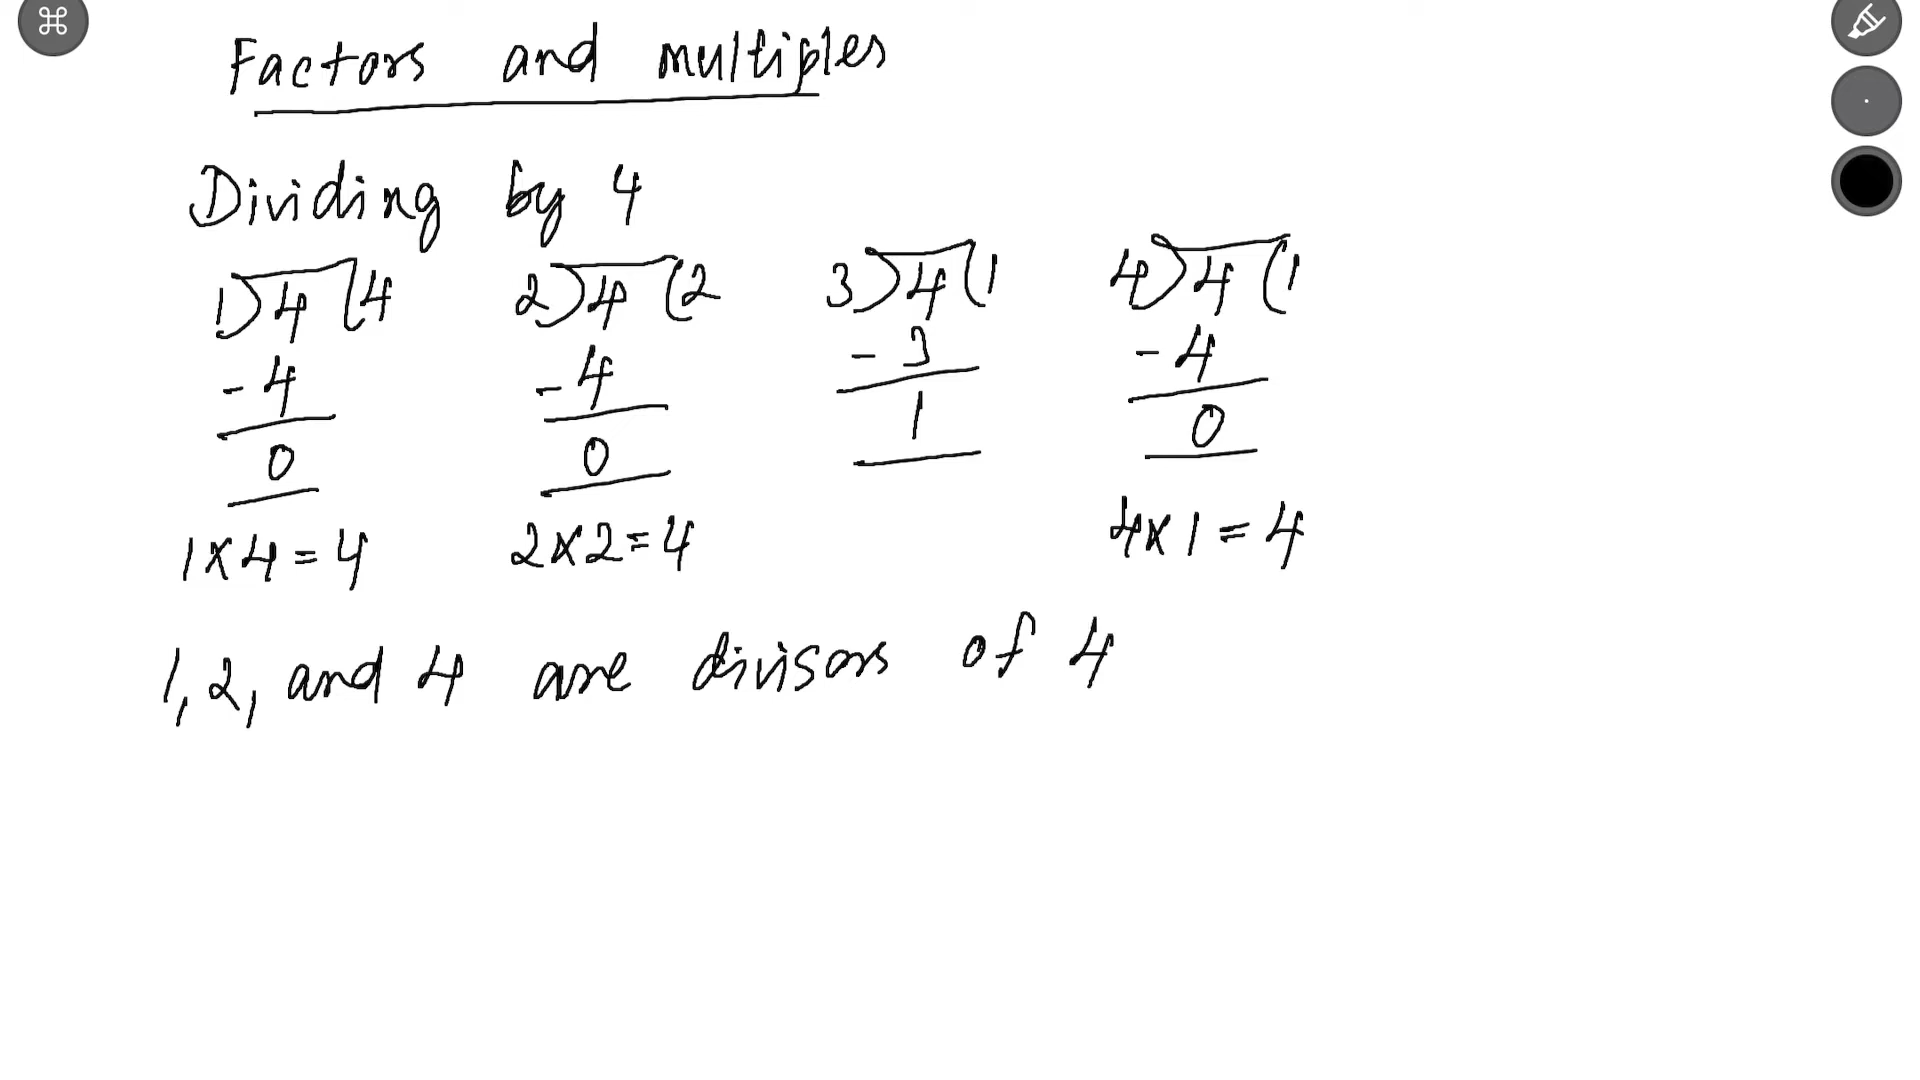 Factors and multiples
Dividing by 4
1)4(4 2)4(2 3)4(1 4)4(1
- 4 - 4 - 3 - 4
0 0 1 0
1×4=4 2×2=4 4×1=4
1, 2, and 4 are divisors of 4